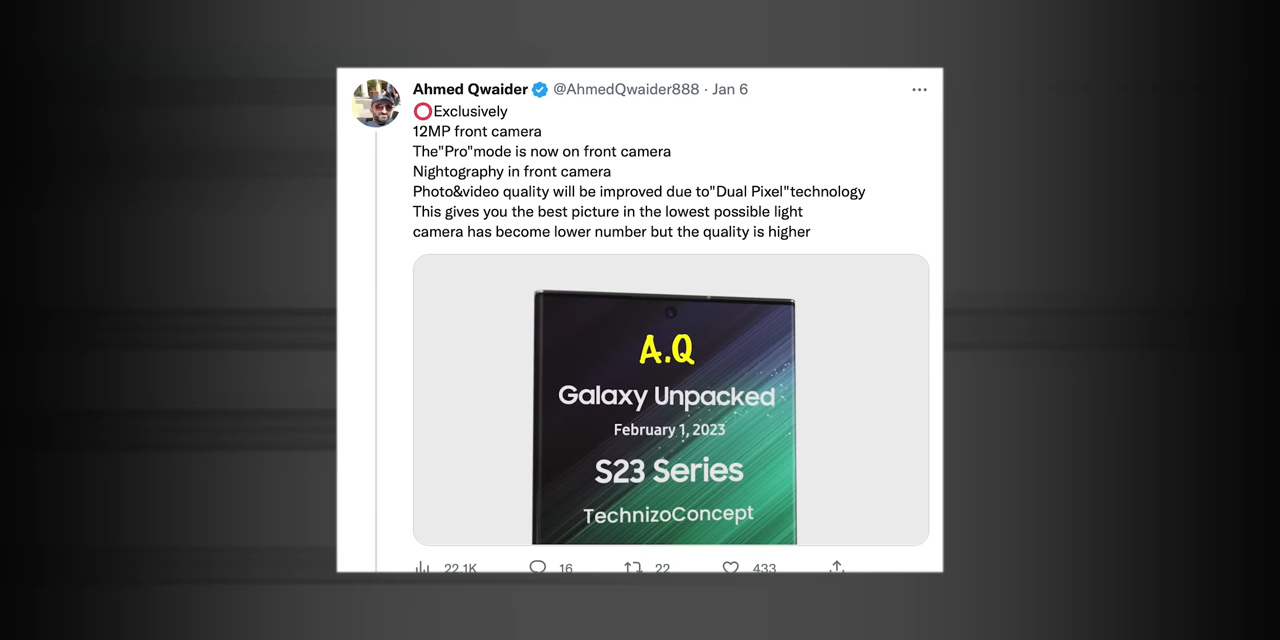 Ahmed Qwaider @AhmedQwaider888 · Jan 6
⭕Exclusively
12MP front camera
The"Pro"mode is now on front camera
Nightography in front camera
Photo&video quality will be improved due to"Dual Pixel"technology
This gives you the best picture in the lowest possible light
camera has become lower number but the quality is higher
A.Q
Galaxy Unpacked
February 1, 2023
S23 Series
TechnizoConcept
22.1K 16 22 433